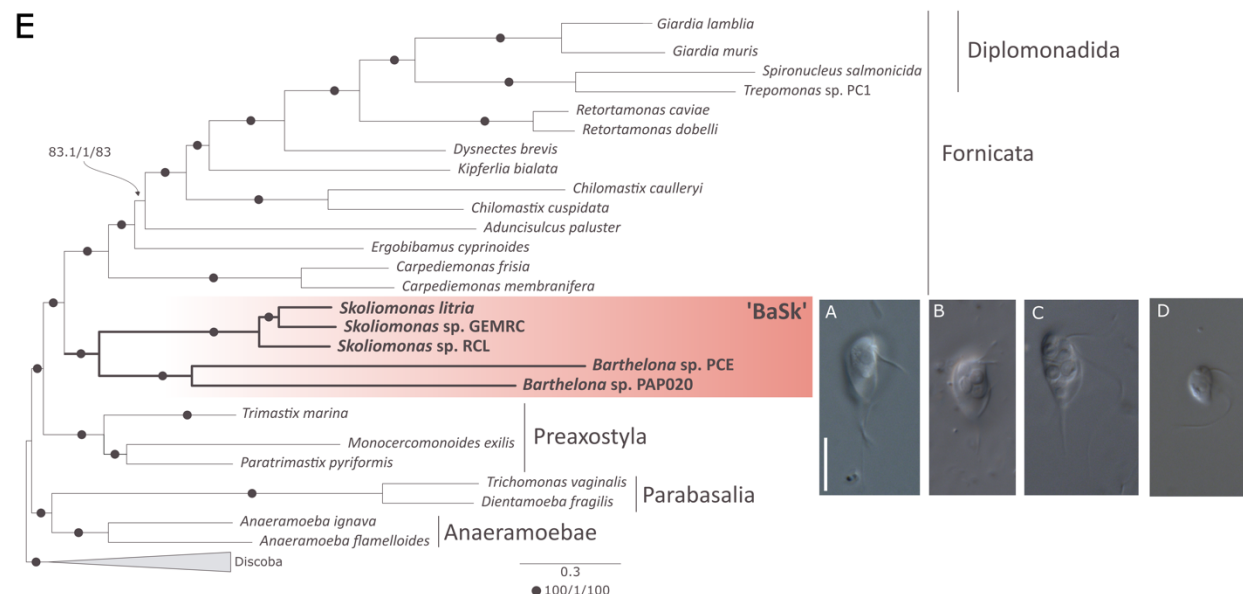 E
Giardia lamblia
Giardia muris
Spironucleus salmonicida
Trepomonas sp. PC1
Diplomonadida
Retortamonas caviae
Retortamonas dobelli
83.1/1/83
Dysnectes brevis
Kipferlia bialata
Fornicata
Chilomastix caulleryi
Chilomastix cuspidata
Aduncisulcus paluster
Ergobibamus cyprinoides
Carpediemonas frisia
Carpediemonas membranifera
Skoliomonas litria
'BaSk'
Skoliomonas sp. GEMRC
Skoliomonas sp. RCL
Barthelona sp. PCE
Barthelona sp. PAP020
A
B
C
D
Trimastix marina
Monocercomonoides exilis
Paratrimastix pyriformis
Preaxostyla
Trichomonas vaginalis
Dientamoeba fragilis
Parabasalia
Anaeramoeba ignava
Anaeramoeba flamelloides
Anaeramoebae
Discoba
0.3
100/1/100